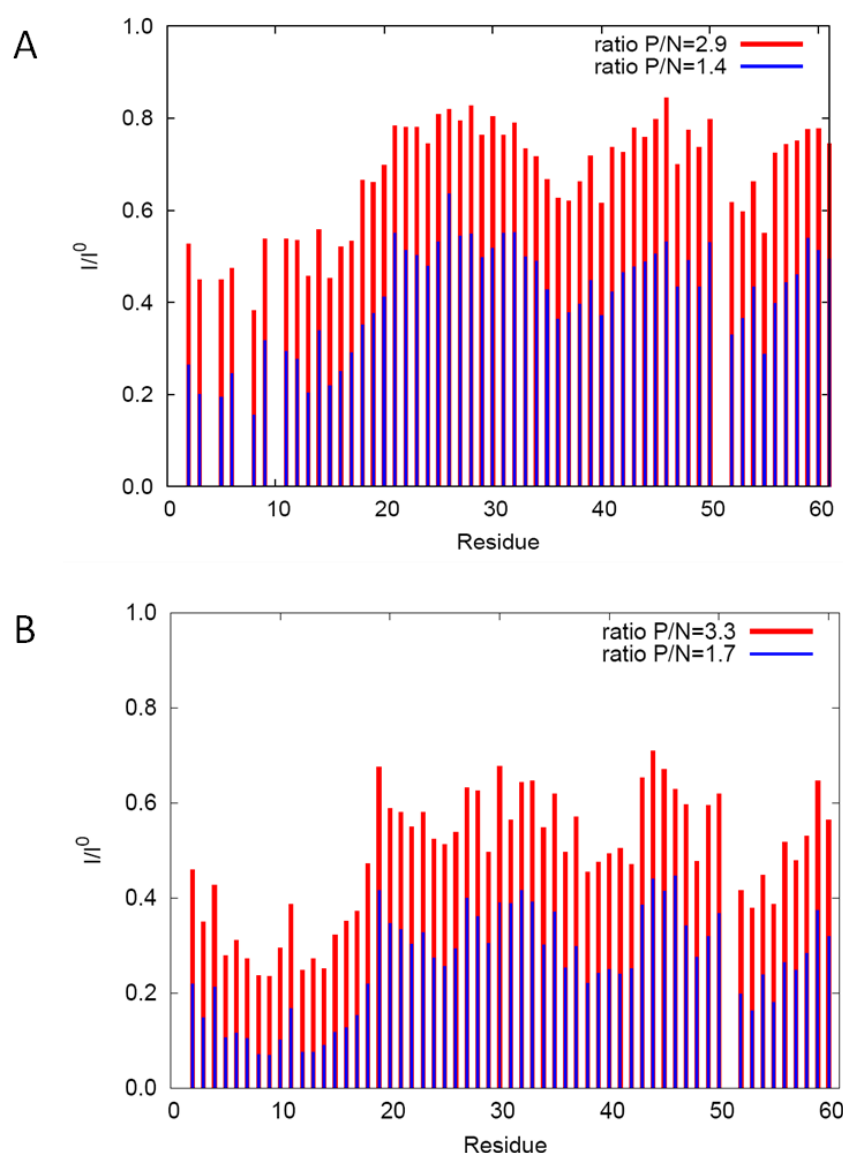 A
ratio P/N=2.9
ratio P/N=1.4
1.0
0.8
0.6
0.4
0.2
0.0
I/I⁰
0 10 20 30 40 50 60
Residue
B
ratio P/N=3.3
ratio P/N=1.7
1.0
0.8
0.6
0.4
0.2
0.0
I/I⁰
0 10 20 30 40 50 60
Residue